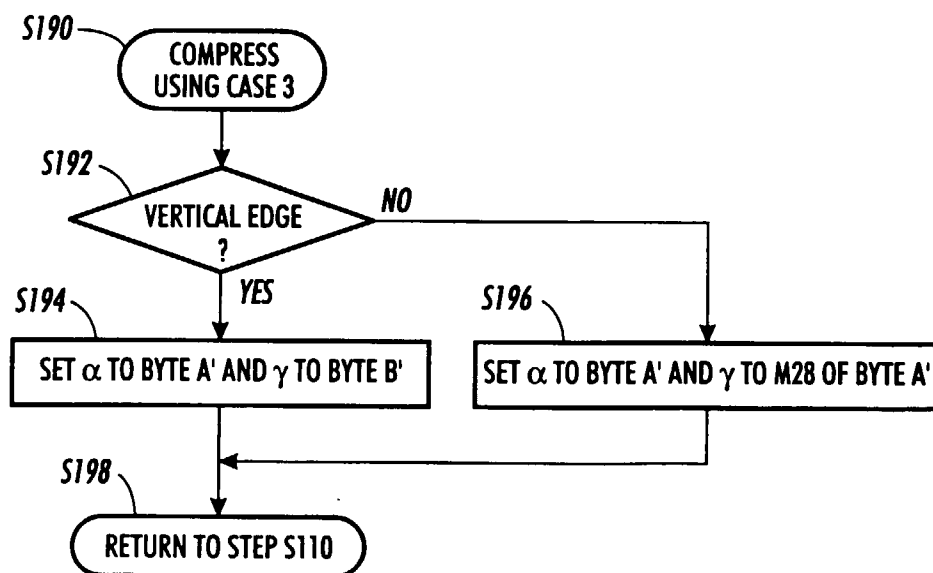 S190
COMPRESS
USING CASE 3
S192
VERTICAL EDGE
?
NO
YES
S194
SET α TO BYTE A' AND γ TO BYTE B'
S196
SET α TO BYTE A' AND γ TO M28 OF BYTE A'
S198
RETURN TO STEP S110